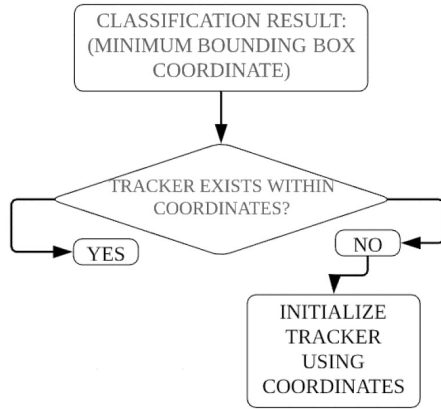 CLASSIFICATION RESULT:
(MINIMUM BOUNDING BOX
COORDINATE)
TRACKER EXISTS WITHIN
COORDINATES?
YES
NO
INITIALIZE
TRACKER
USING
COORDINATES